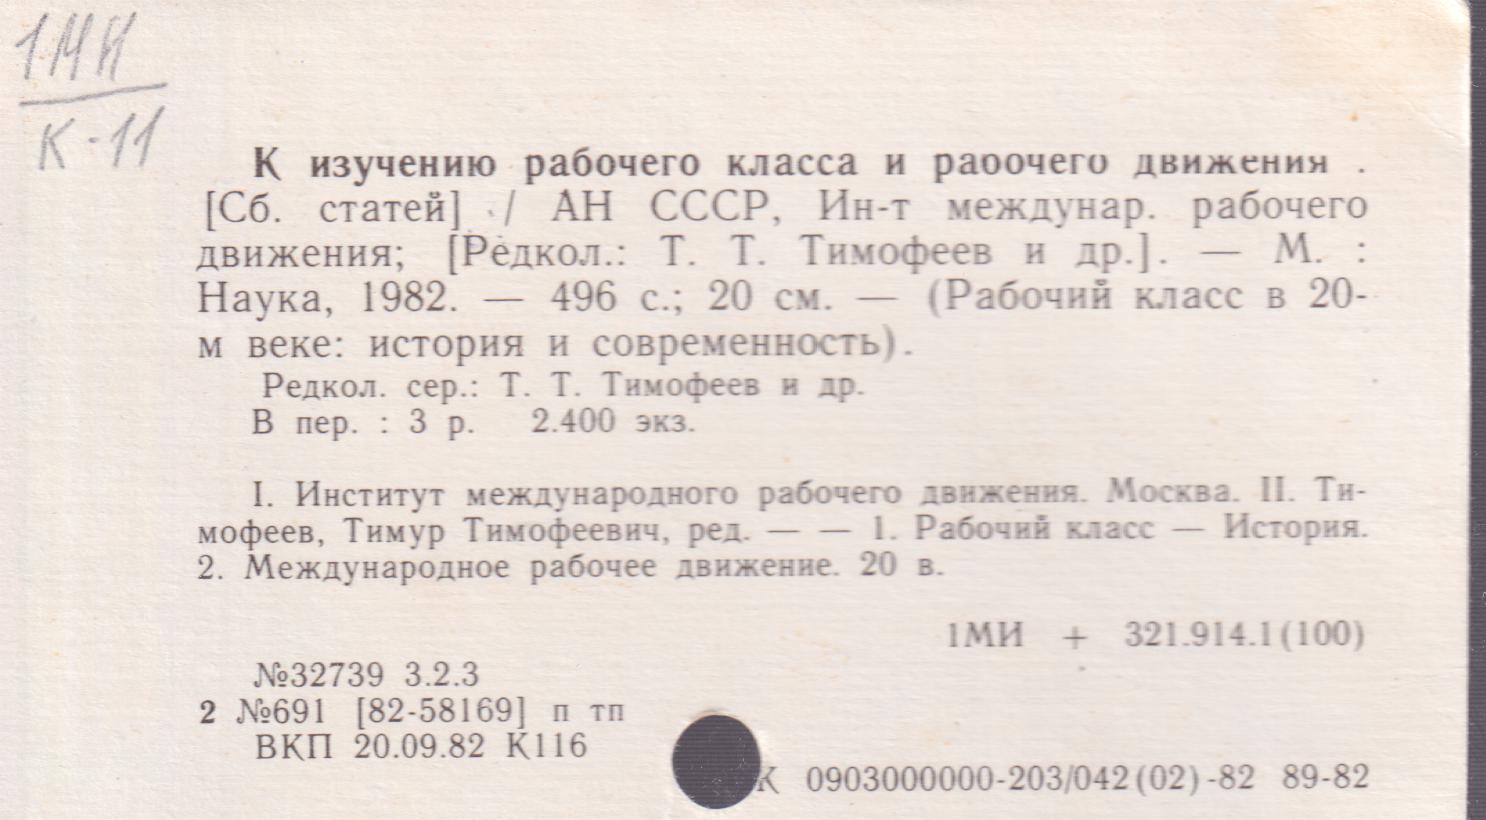 1МИ
К-11
К изучению рабочего класса и рабочего движения .
[Сб. статей] / АН СССР, Ин-т междунар. рабочего
движения; [Редкол.: Т. Т. Тимофеев и др.]. — М. :
Наука, 1982. — 496 с.; 20 см. — (Рабочий класс в 20-
м веке: история и современность).
Редкол. сер.: Т. Т. Тимофеев и др.
В пер. : 3 р. 2.400 экз.
I. Институт международного рабочего движения. Москва. II. Ти-
мофеев, Тимур Тимофеевич, ред. — — 1. Рабочий класс — История.
2. Международное рабочее движение. 20 в.
1МИ + 321.914.1(100)
№32739 3.2.3
2 №691 [82-58169] п тп
ВКП 20.09.82 К116
К 0903000000-203/042(02)-82 89-82